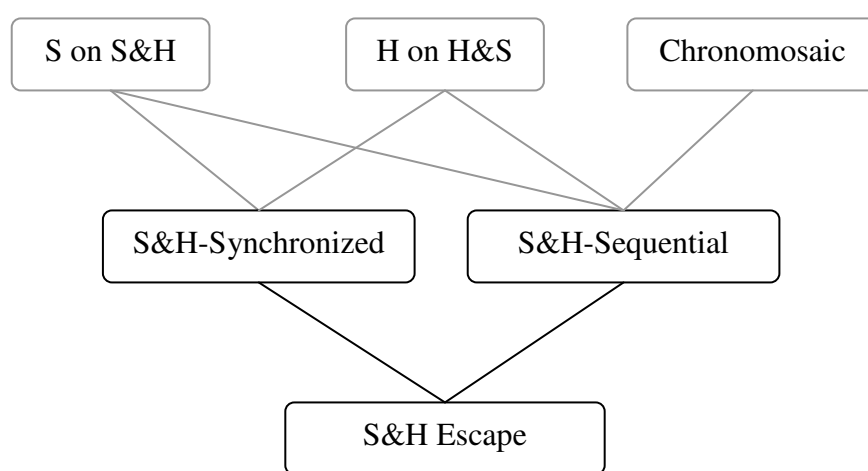 S on S&H
H on H&S
Chronomosaic
S&H-Synchronized
S&H-Sequential
S&H Escape